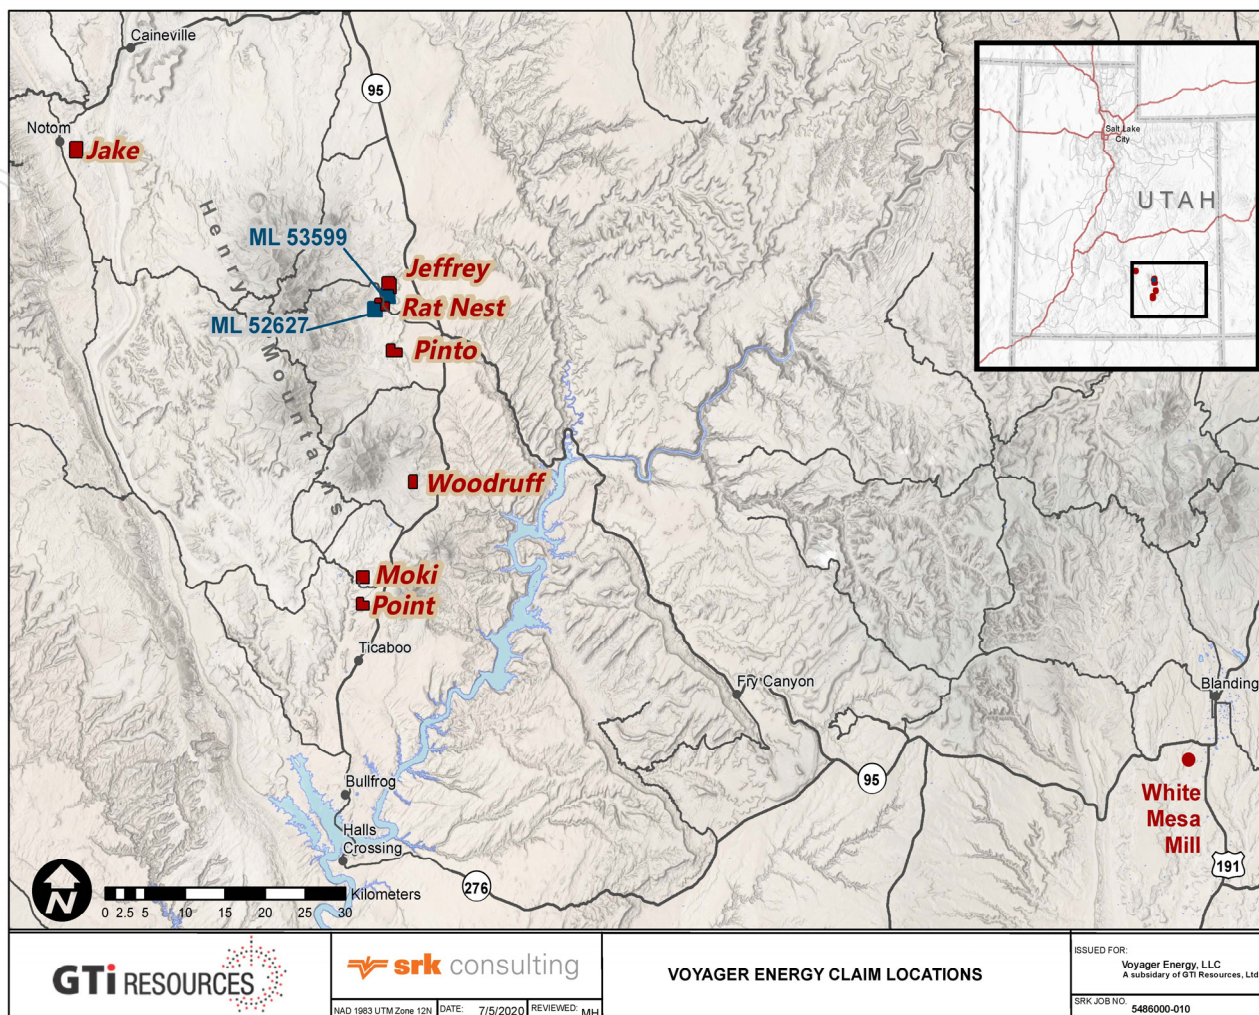 Caineville
95
Notom
Jake
Henry Mountains
ML 53599
Jeffrey
Rat Nest
ML 52627
Pinto
Woodruff
Moki
Point
Ticaboo
Fry Canyon
Blanding
Bullfrog
95
White
Mesa
Mill
Halls
Crossing
191
276
Kilometers
N
0 2.5 5 10 15 20 25 30
Salt Lake
City
UTAH
GTi RESOURCES
srk consulting
NAD 1983 UTM Zone 12N
DATE: 7/5/2020
REVIEWED: MH
VOYAGER ENERGY CLAIM LOCATIONS
ISSUED FOR:
Voyager Energy, LLC
A subsidary of GTI Resources, Ltd
SRK JOB NO.
5486000-010